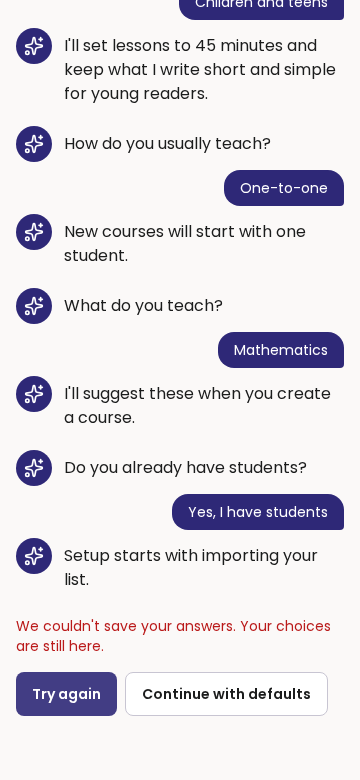 Children and teens
I'll set lessons to 45 minutes and
keep what I write short and simple
for young readers.
How do you usually teach?
One-to-one
New courses will start with one
student.
What do you teach?
Mathematics
I'll suggest these when you create
a course.
Do you already have students?
Yes, I have students
Setup starts with importing your
list.
We couldn't save your answers. Your choices
are still here.
Try again
Continue with defaults